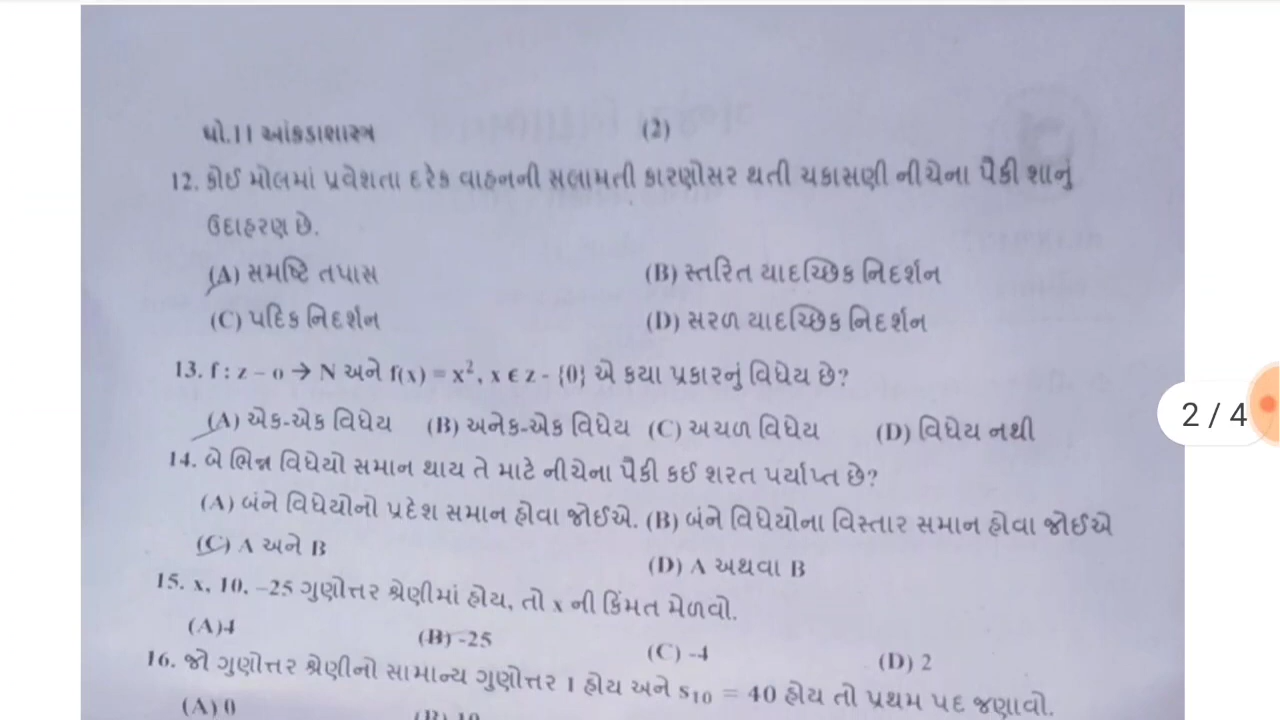 ધો.11 આંકડાશાસ્ત્ર (2)
12. કોઈ મોલમાં પ્રવેશતા દરેક વાહનની સલામતી કારણોસર થતી ચકાસણી નીચેના પૈકી શાનું
ઉદાહરણ છે.
(A) સમષ્ટિ તપાસ (B) સ્તરિત યાદચ્છિક નિદર્શન
(C) પદિક નિદર્શન (D) સરળ યાદચ્છિક નિદર્શન
13. f : z – o → N અને f(x) = x², x ϵ z - {0} એ કયા પ્રકારનું વિધેય છે?
(A) એક-એક વિધેય (B) અનેક-એક વિધેય (C) અચળ વિધેય (D) વિધેય નથી
14. બે ભિન્ન વિધેયો સમાન થાય તે માટે નીચેના પૈકી કઈ શરત પર્યાપ્ત છે?
(A) બંને વિધેયોનો પ્રદેશ સમાન હોવા જોઈએ. (B) બંને વિધેયોના વિસ્તાર સમાન હોવા જોઈએ
(C) A અને B (D) A અથવા B
15. x, 10, –25 ગુણોત્તર શ્રેણીમાં હોય, તો x ની કિંમત મેળવો.
(A)4 (B) -25 (C) -4 (D) 2
16. જો ગુણોત્તર શ્રેણીનો સામાન્ય ગુણોત્તર 1 હોય અને s₁₀ = 40 હોય તો પ્રથમ પદ જણાવો.
(A) 0 (B) 10
2 / 4